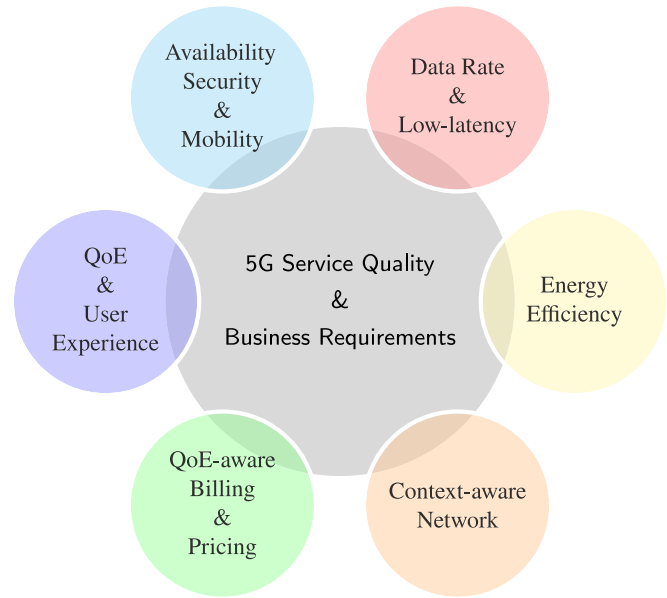 Availability
Security
&
Mobility
Data Rate
&
Low-latency
QoE
&
User
Experience
5G Service Quality
&
Business Requirements
Energy
Efficiency
QoE-aware
Billing
&
Pricing
Context-aware
Network